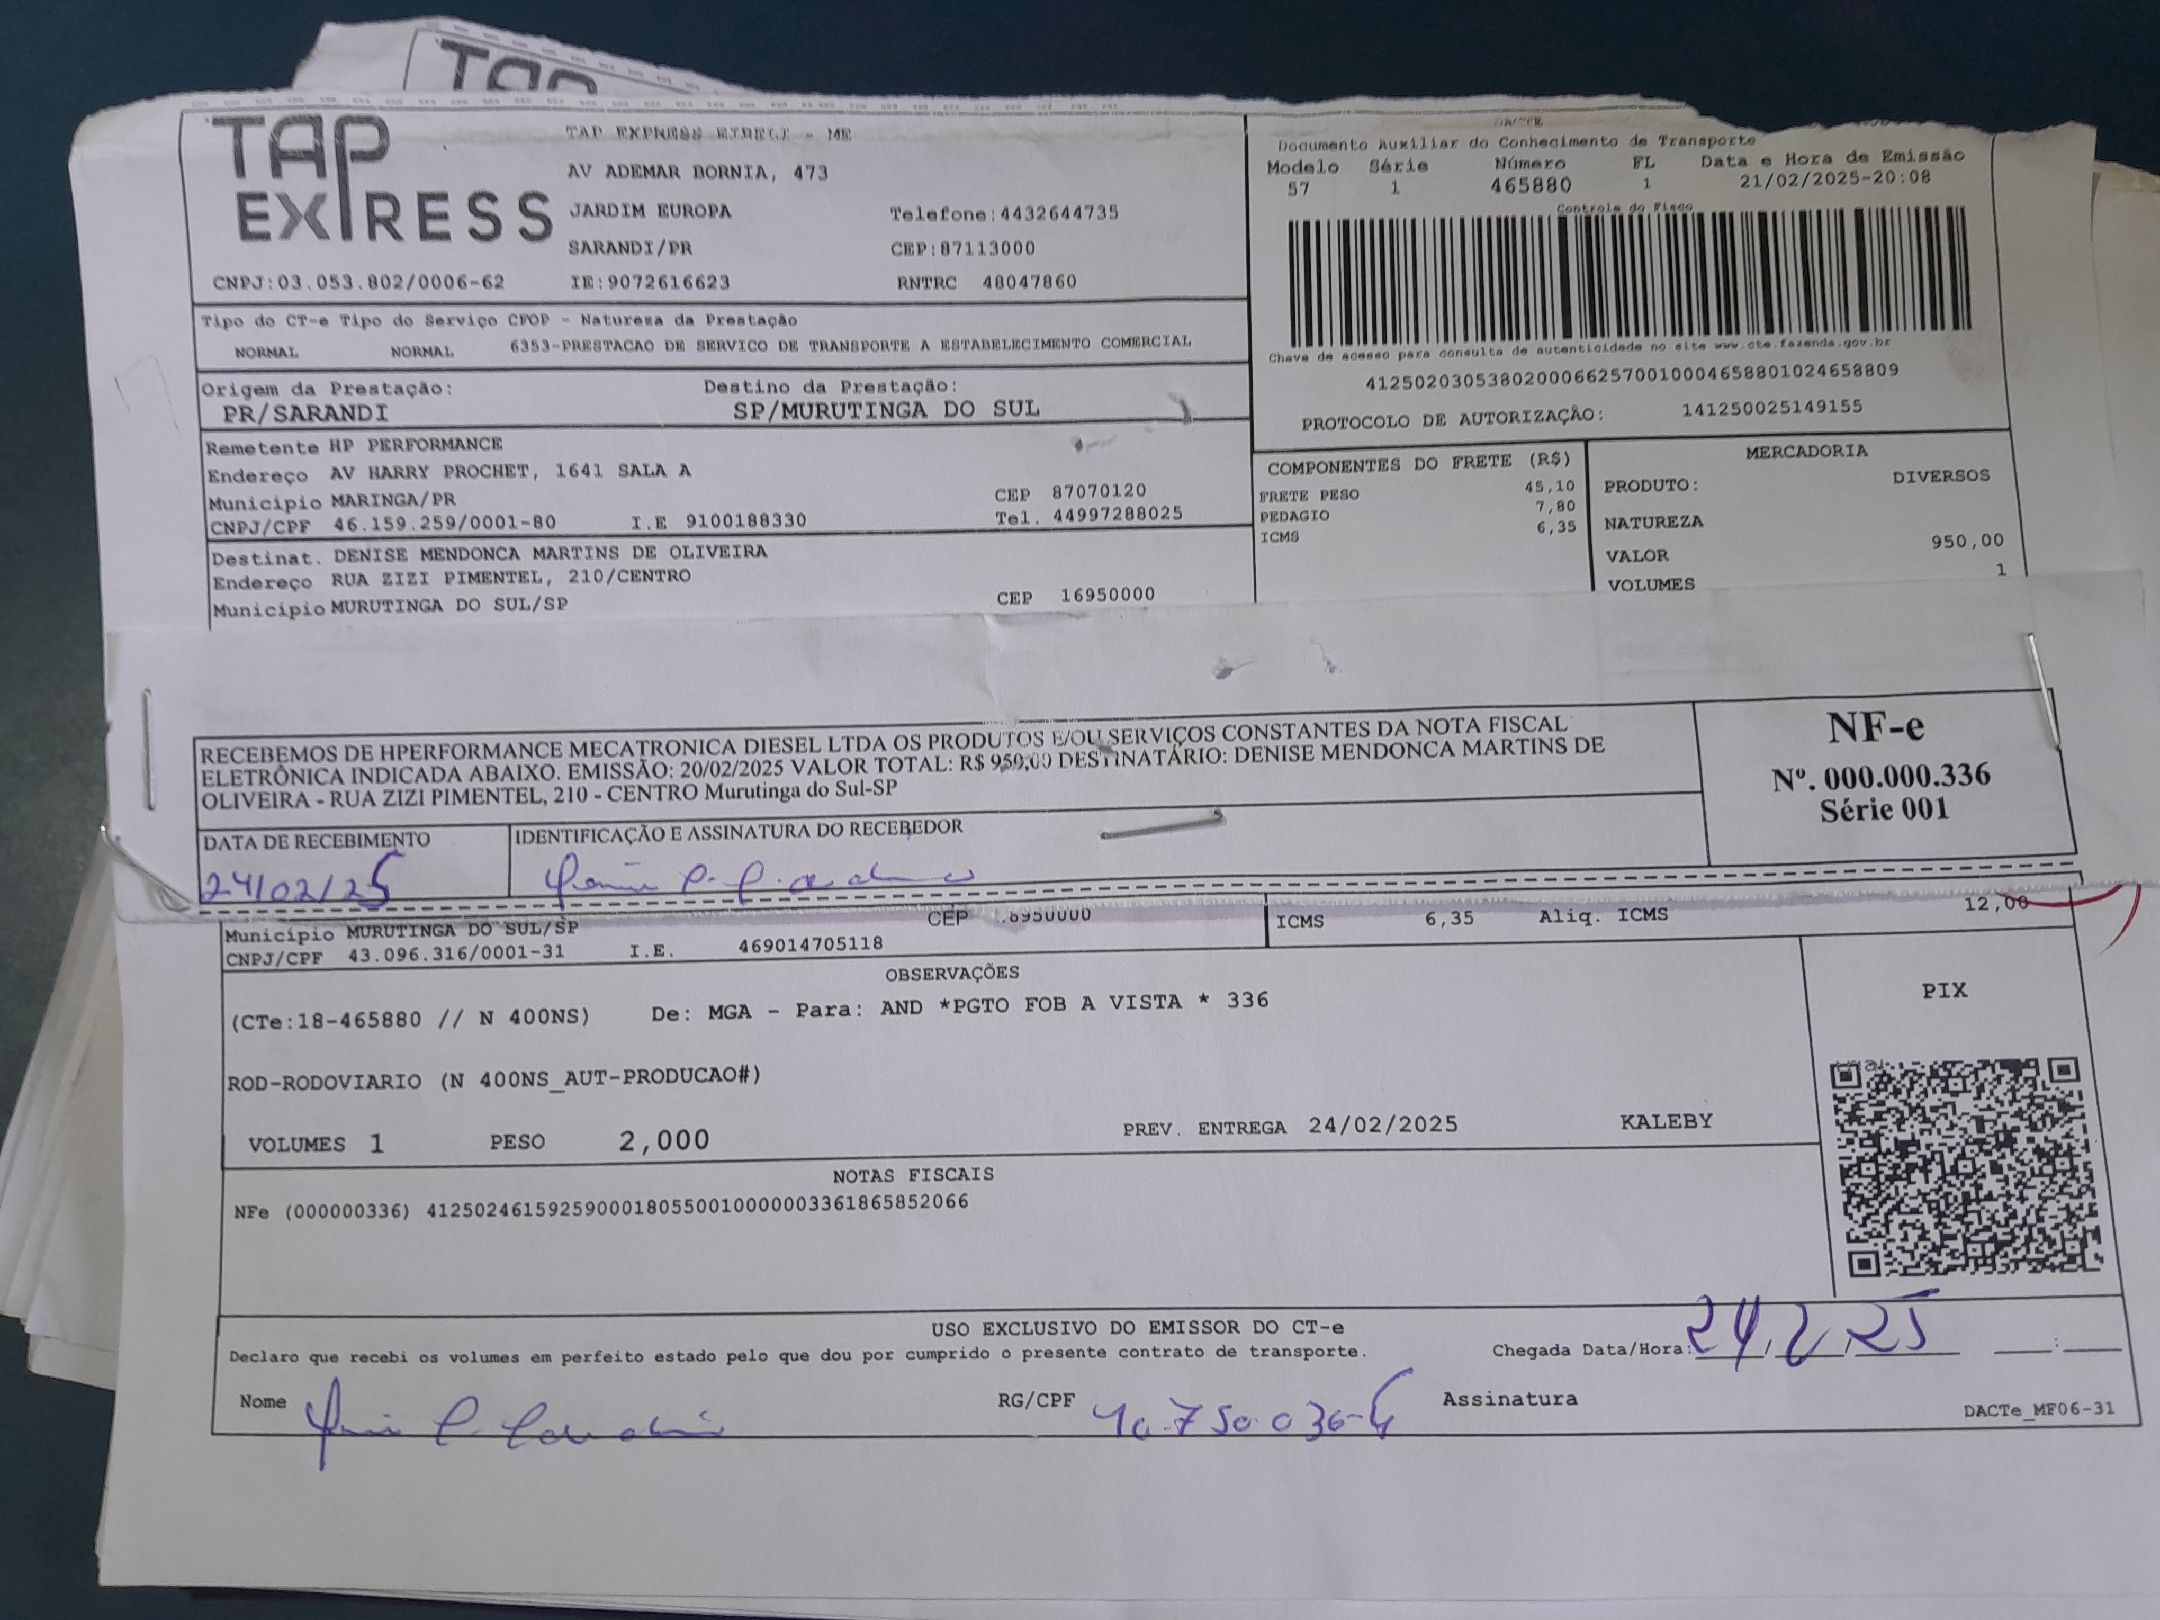 TAP
TAP
EXPRESS
TAP EXPRESS EIRELI - ME
AV ADEMAR BORNIA, 473
JARDIM EUROPA Telefone:4432644735
SARANDI/PR CEP:87113000
CNPJ:03.053.802/0006-62 IE:9072616623 RNTRC 48047860
DACTE
Documento Auxiliar do Conhecimento de Transporte
Modelo Série Número FL Data e Hora de Emissão
57 1 465880 1 21/02/2025-20:08
Controle do Fisco
Chave de acesso para consulta de autenticidade no site www.cte.fazenda.gov.br
41250203053802000662570010004658801024658809
PROTOCOLO DE AUTORIZAÇÃO: 141250025149155
Tipo do CT-e Tipo do Serviço CFOP - Natureza da Prestação
NORMAL NORMAL 6353-PRESTACAO DE SERVICO DE TRANSPORTE A ESTABELECIMENTO COMERCIAL
Origem da Prestação: Destino da Prestação:
PR/SARANDI SP/MURUTINGA DO SUL
Remetente HP PERFORMANCE
Endereço AV HARRY PROCHET, 1641 SALA A
Município MARINGA/PR CEP 87070120
CNPJ/CPF 46.159.259/0001-80 I.E 9100188330 Tel. 44997288025
Destinat. DENISE MENDONCA MARTINS DE OLIVEIRA
Endereço RUA ZIZI PIMENTEL, 210/CENTRO
Município MURUTINGA DO SUL/SP CEP 16950000
COMPONENTES DO FRETE (R$)
FRETE PESO 45,10
PEDAGIO 7,80
ICMS 6,35
MERCADORIA
PRODUTO: DIVERSOS
NATUREZA
VALOR 950,00
VOLUMES 1
RECEBEMOS DE HPERFORMANCE MECATRONICA DIESEL LTDA OS PRODUTOS E/OU SERVIÇOS CONSTANTES DA NOTA FISCAL
ELETRÔNICA INDICADA ABAIXO. EMISSÃO: 20/02/2025 VALOR TOTAL: R$ 950,00 DESTINATÁRIO: DENISE MENDONCA MARTINS DE
OLIVEIRA - RUA ZIZI PIMENTEL, 210 - CENTRO Murutinga do Sul-SP
NF-e
Nº. 000.000.336
Série 001
DATA DE RECEBIMENTO IDENTIFICAÇÃO E ASSINATURA DO RECEBEDOR
24/02/25
Município MURUTINGA DO SUL/SP CEP 6950000
ICMS 6,35 Aliq. ICMS 12,00
CNPJ/CPF 43.096.316/0001-31 I.E. 469014705118
OBSERVAÇÕES
(CTe:18-465880 // N 400NS) De: MGA - Para: AND *PGTO FOB A VISTA * 336
PIX
ROD-RODOVIARIO (N 400NS_AUT-PRODUCAO#)
VOLUMES 1 PESO 2,000 PREV. ENTREGA 24/02/2025 KALEBY
NOTAS FISCAIS
NFe (000000336) 41250246159259000180550010000003361865852066
USO EXCLUSIVO DO EMISSOR DO CT-e
Declaro que recebi os volumes em perfeito estado pelo que dou por cumprido o presente contrato de transporte. Chegada Data/Hora: 24/2/25
Nome RG/CPF 40.750.036-6 Assinatura
DACTe_MF06-31